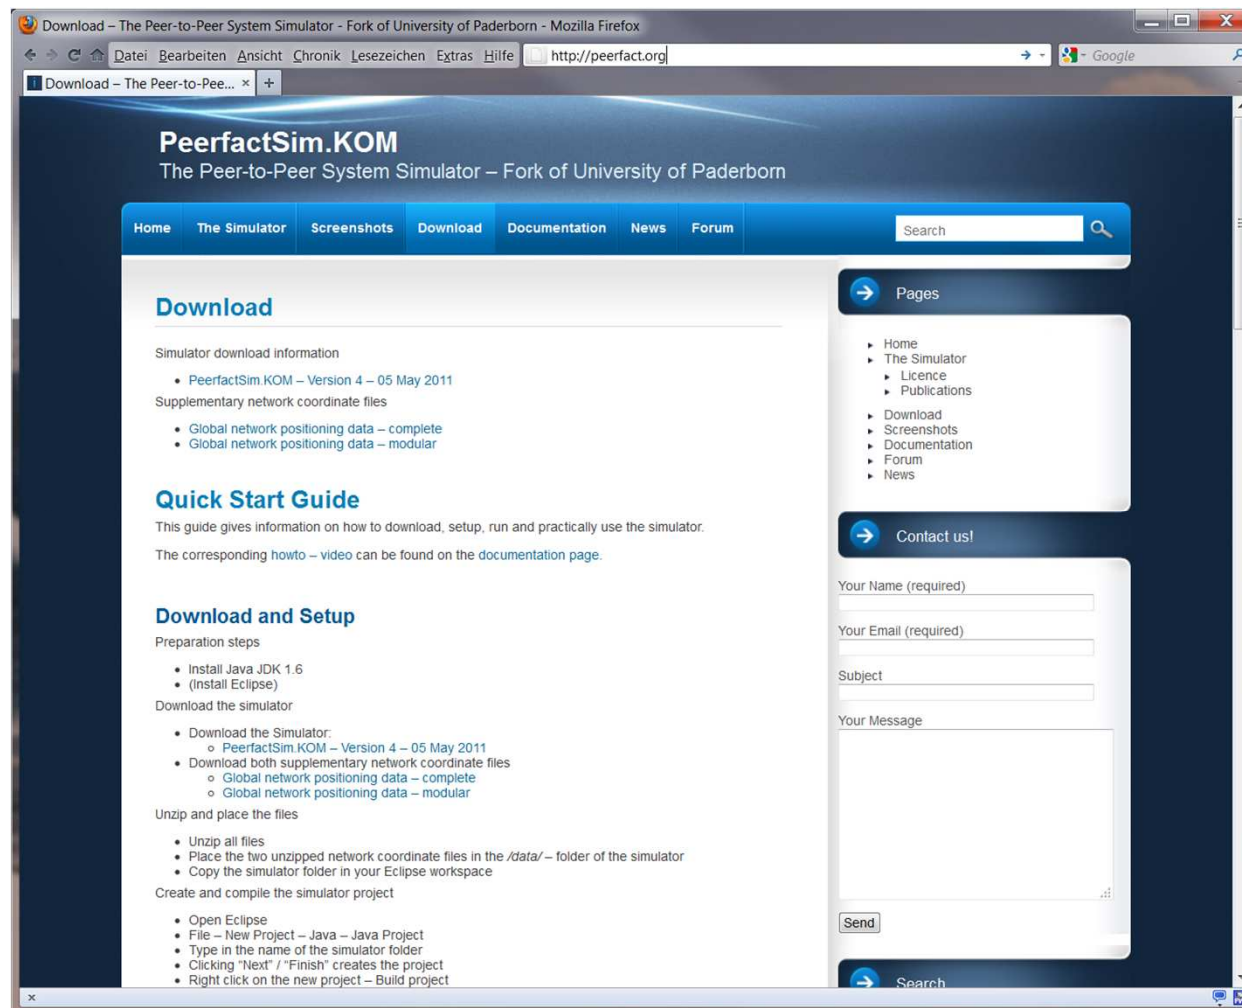 Download – The Peer-to-Peer System Simulator - Fork of University of Paderborn - Mozilla Firefox
Datei Bearbeiten Ansicht Chronik Lesezeichen Extras Hilfe http://peerfact.org Google
Download – The Peer-to-Pee... × +
PeerfactSim.KOM
The Peer-to-Peer System Simulator – Fork of University of Paderborn
Home The Simulator Screenshots Download Documentation News Forum Search
Download
Simulator download information
• PeerfactSim.KOM – Version 4 – 05 May 2011
Supplementary network coordinate files
• Global network positioning data – complete
• Global network positioning data – modular
Quick Start Guide
This guide gives information on how to download, setup, run and practically use the simulator.
The corresponding howto – video can be found on the documentation page.
Download and Setup
Preparation steps
• Install Java JDK 1.6
• (Install Eclipse)
Download the simulator
• Download the Simulator:
o PeerfactSim.KOM – Version 4 – 05 May 2011
• Download both supplementary network coordinate files
o Global network positioning data – complete
o Global network positioning data – modular
Unzip and place the files
• Unzip all files
• Place the two unzipped network coordinate files in the /data/ – folder of the simulator
• Copy the simulator folder in your Eclipse workspace
Create and compile the simulator project
• Open Eclipse
• File – New Project – Java – Java Project
• Type in the name of the simulator folder
• Clicking “Next” / “Finish” creates the project
• Right click on the new project – Build project
Pages
Home
The Simulator
Licence
Publications
Download
Screenshots
Documentation
Forum
News
Contact us!
Your Name (required)
Your Email (required)
Subject
Your Message
Send
Search